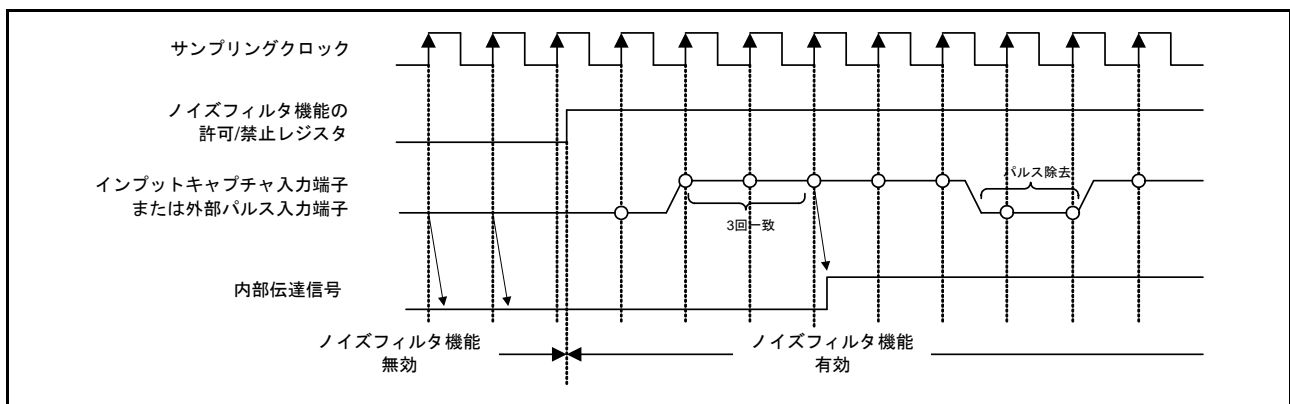 サンプリングクロック
ノイズフィルタ機能の
許可/禁止レジスタ
インプットキャプチャ入力端子
または外部パルス入力端子
パルス除去
3回一致
内部伝達信号
ノイズフィルタ機能
無効
ノイズフィルタ機能
有効